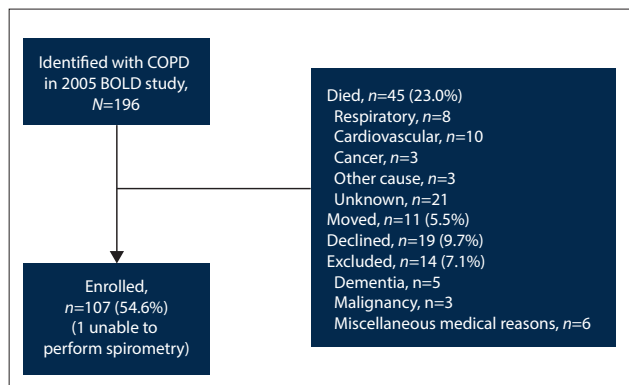 Identified with COPD
in 2005 BOLD study,
N=196
Died, n=45 (23.0%)
Respiratory, n=8
Cardiovascular, n=10
Cancer, n=3
Other cause, n=3
Unknown, n=21
Moved, n=11 (5.5%)
Declined, n=19 (9.7%)
Excluded, n=14 (7.1%)
Dementia, n=5
Malignancy, n=3
Miscellaneous medical reasons, n=6
Enrolled,
n=107 (54.6%)
(1 unable to
perform spirometry)